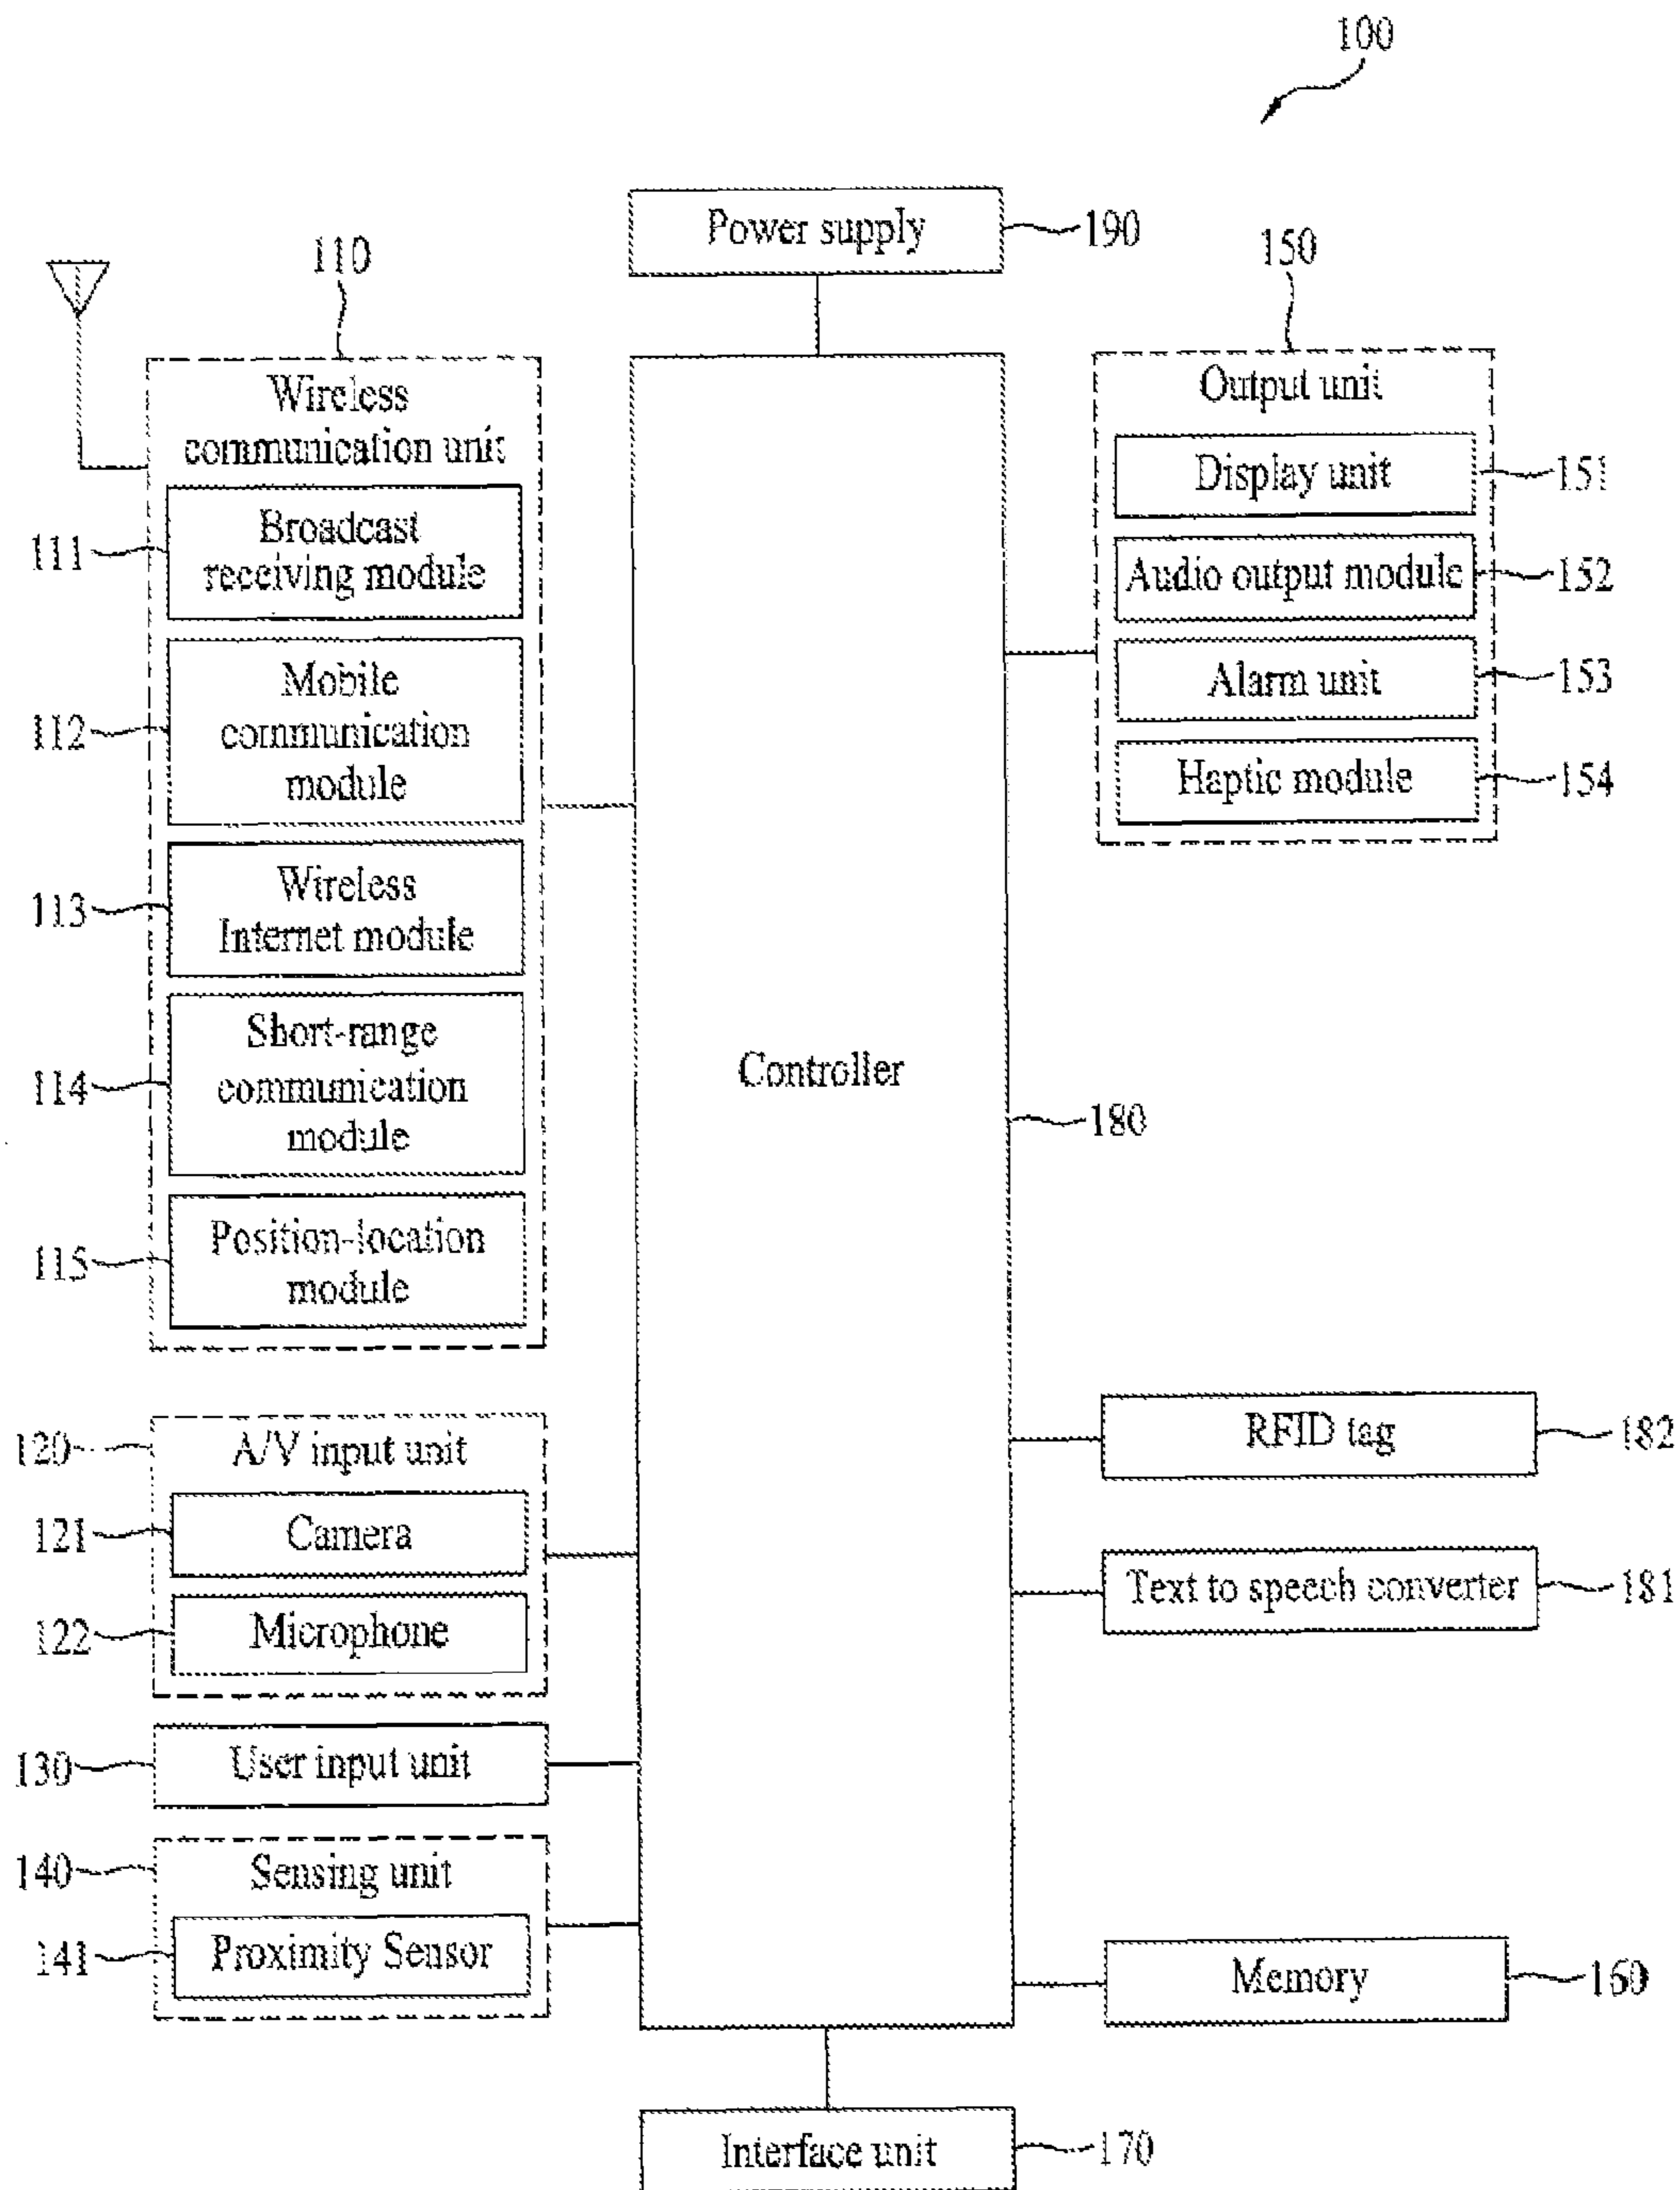 100
Power supply
190
110
150
Wireless
communication unit
Output unit
Display unit
151
Broadcast
receiving module
111
Audio output module
152
Mobile
communication
module
112
Alarm unit
153
Haptic module
154
Wireless
Internet module
113
Short-range
communication
module
114
Controller
180
Position-location
module
115
120
A/V input unit
RFID tag
182
121
Camera
Text to speech converter
181
122
Microphone
130
User input unit
140
Sensing unit
141
Proximity Sensor
Memory
160
Interface unit
170